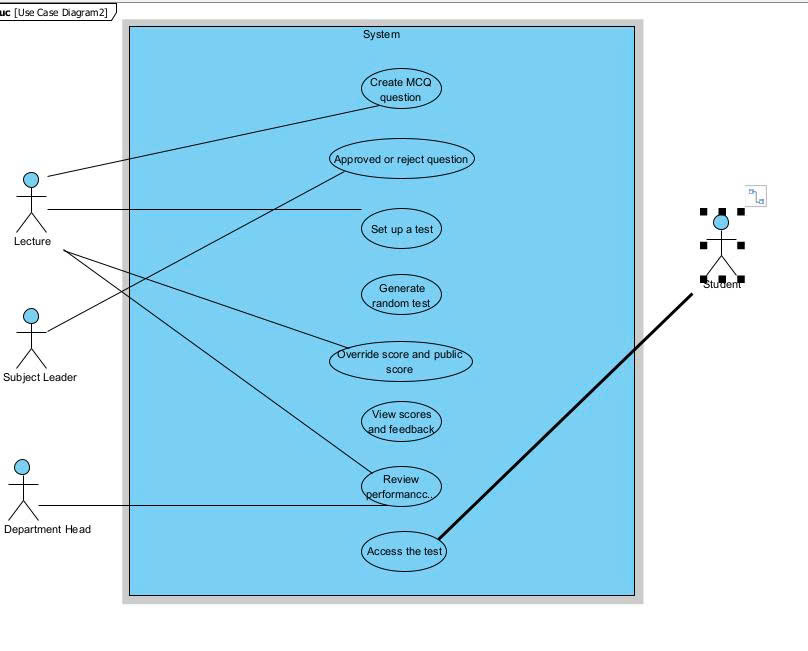 uc [Use Case Diagram2]
System
Create MCQ
question
Approved or reject question
Lecture
Set up a test
Student
Generate
random test
Override score and public
score
Subject Leader
View scores
and feedback
Review
performancc..
Department Head
Access the test